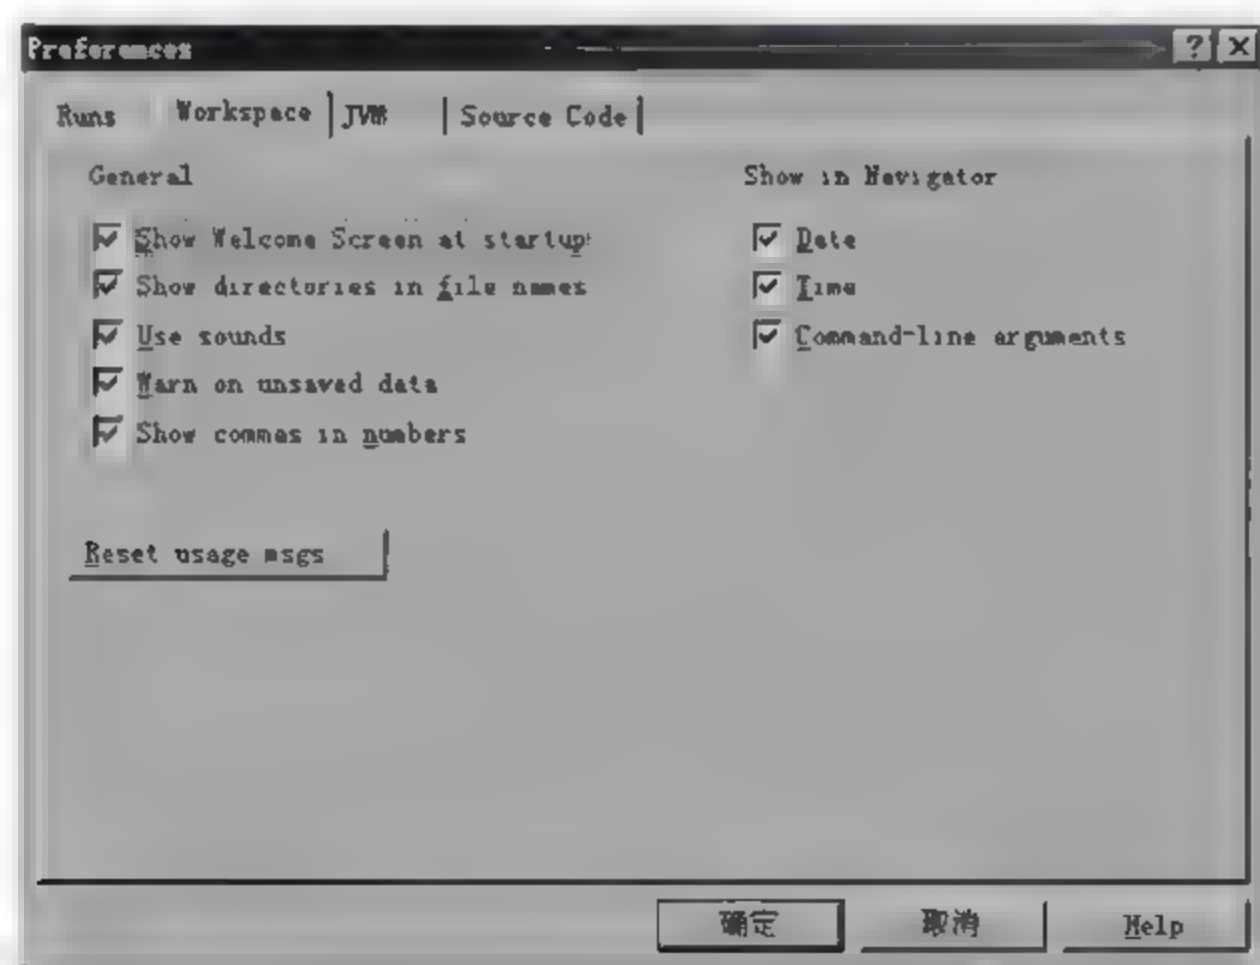 Preferences
Runs Workspace JVM Source Code
General
Show Welcome Screen at startup
Show directories in file names
Use sounds
Warn on unsaved data
Show commas in numbers
Reset usage msgs
Show in Navigator
Date
Time
Command-line arguments
确定 取消 Help